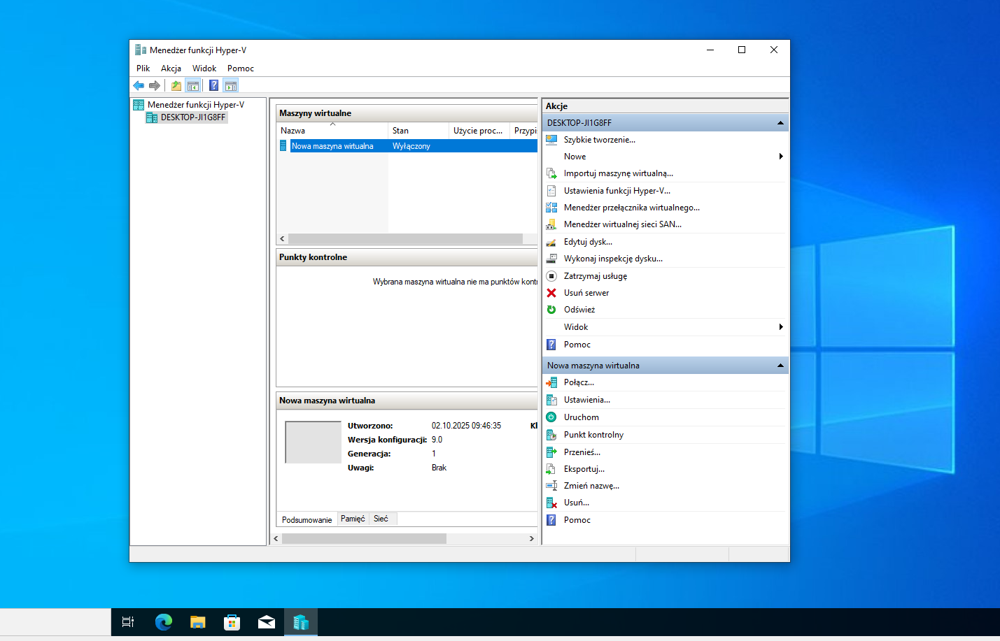 Menedżer funkcji Hyper-V
Plik Akcja Widok Pomoc
Menedżer funkcji Hyper-V
DESKTOP-JI1G8FF
Maszyny wirtualne
Nazwa Stan Użycie proc... Przypi
Nowa maszyna wirtualna Wyłączony
Punkty kontrolne
Wybrana maszyna wirtualna nie ma punktów kontr
Nowa maszyna wirtualna
Utworzono: 02.10.2025 09:46:35 Kl
Wersja konfiguracji: 9.0
Generacja: 1
Uwagi: Brak
Podsumowanie Pamięć Sieć
Akcje
DESKTOP-JI1G8FF
Szybkie tworzenie...
Nowe
Importuj maszynę wirtualną...
Ustawienia funkcji Hyper-V...
Menedżer przełącznika wirtualnego...
Menedżer wirtualnej sieci SAN...
Edytuj dysk...
Wykonaj inspekcję dysku...
Zatrzymaj usługę
Usuń serwer
Odśwież
Widok
Pomoc
Nowa maszyna wirtualna
Połącz...
Ustawienia...
Uruchom
Punkt kontrolny
Przenieś...
Eksportuj...
Zmień nazwę...
Usuń...
Pomoc